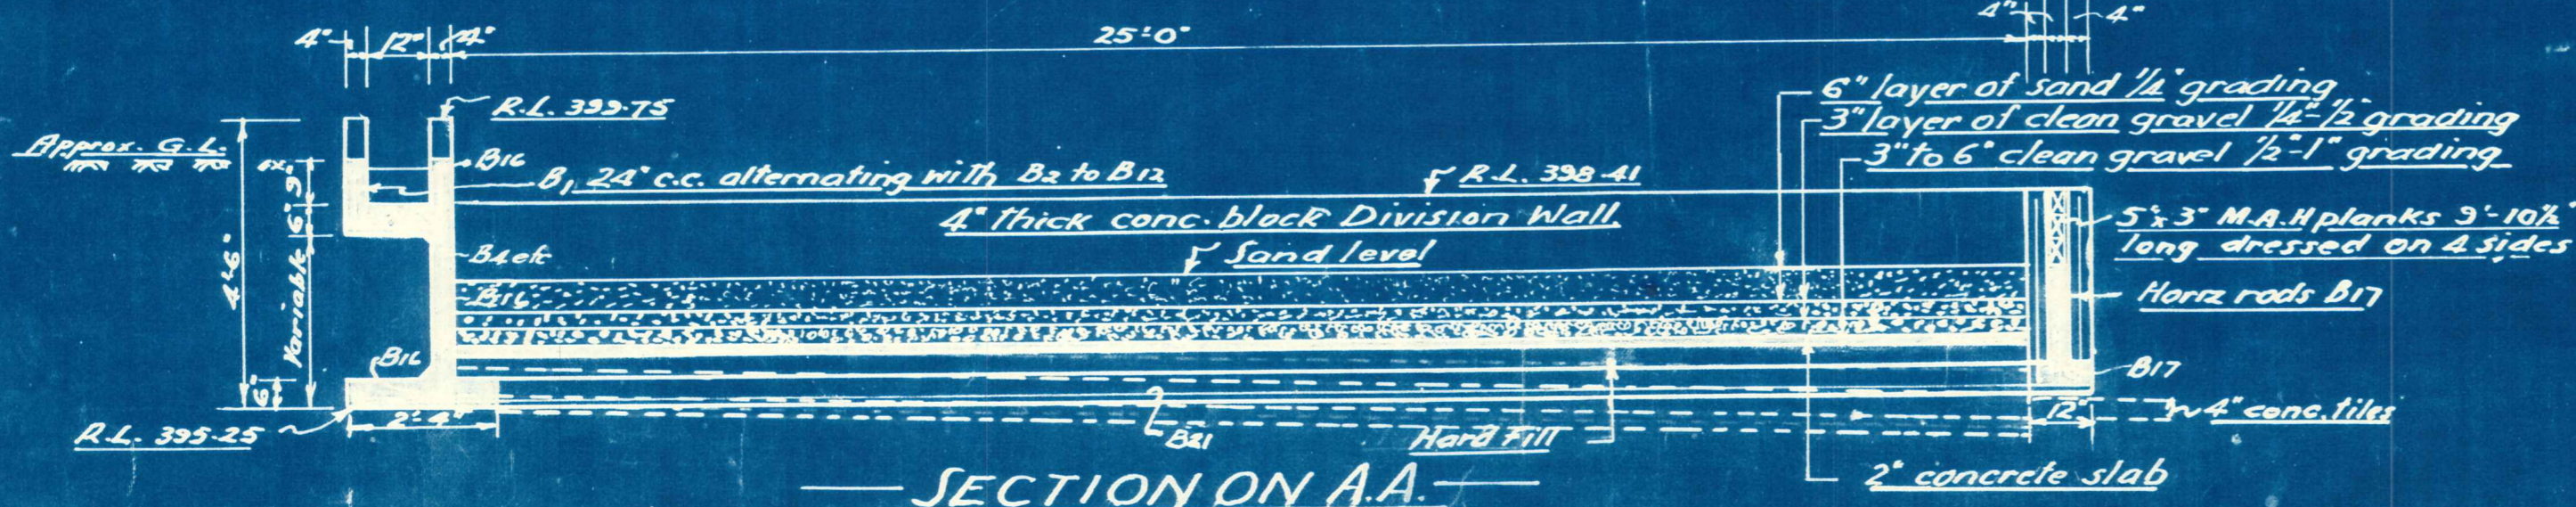 4" 12" 4"
25'-0"
4" 4"
R.L. 399.75
Approx. G.L.
B16
B1 24" c.c. alternating with B2 to B12
R.L. 398.41
6" layer of sand 1/4" grading
3" layer of clean gravel 1/4"-1/2" grading
3" to 6" clean gravel 1/2"-1" grading
4" thick conc. block Division Wall
Sand level
5" x 3" M.A.H planks 9'-10 1/2"
long dressed on 4 sides
Horiz rods B17
4'-6"
9"
6"
Variable
6"
B4 etc
B16
B16
B17
R.L. 395.25
2'-4"
B21
Hard Fill
12"
4" conc. tiles
2" concrete slab
SECTION ON A.A.